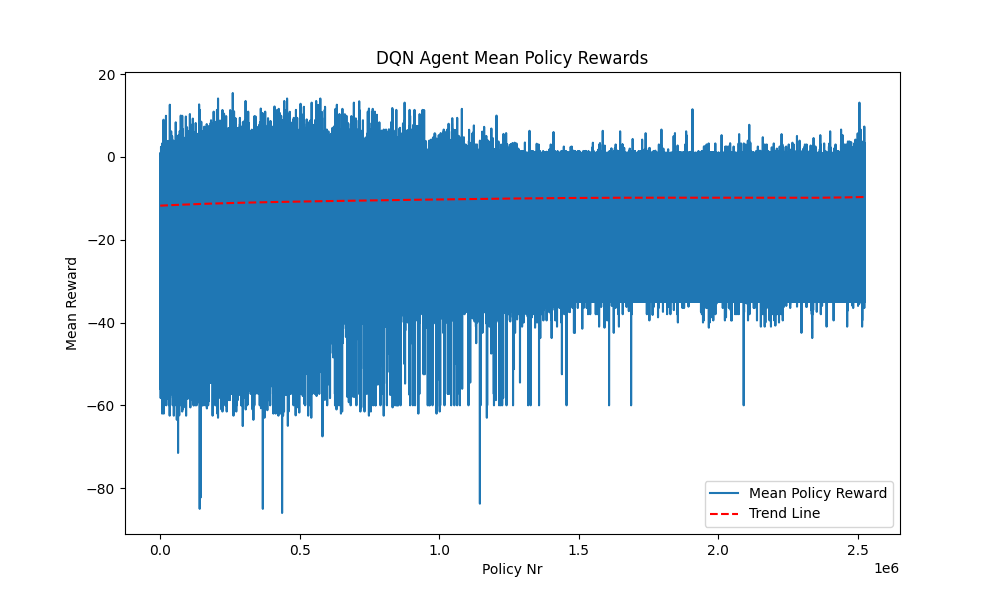 DQN Agent Mean Policy Rewards
20
0
−20
−40
−60
−80
Mean Reward
0.0 0.5 1.0 1.5 2.0 2.5
1e6
Policy Nr
Mean Policy Reward
Trend Line